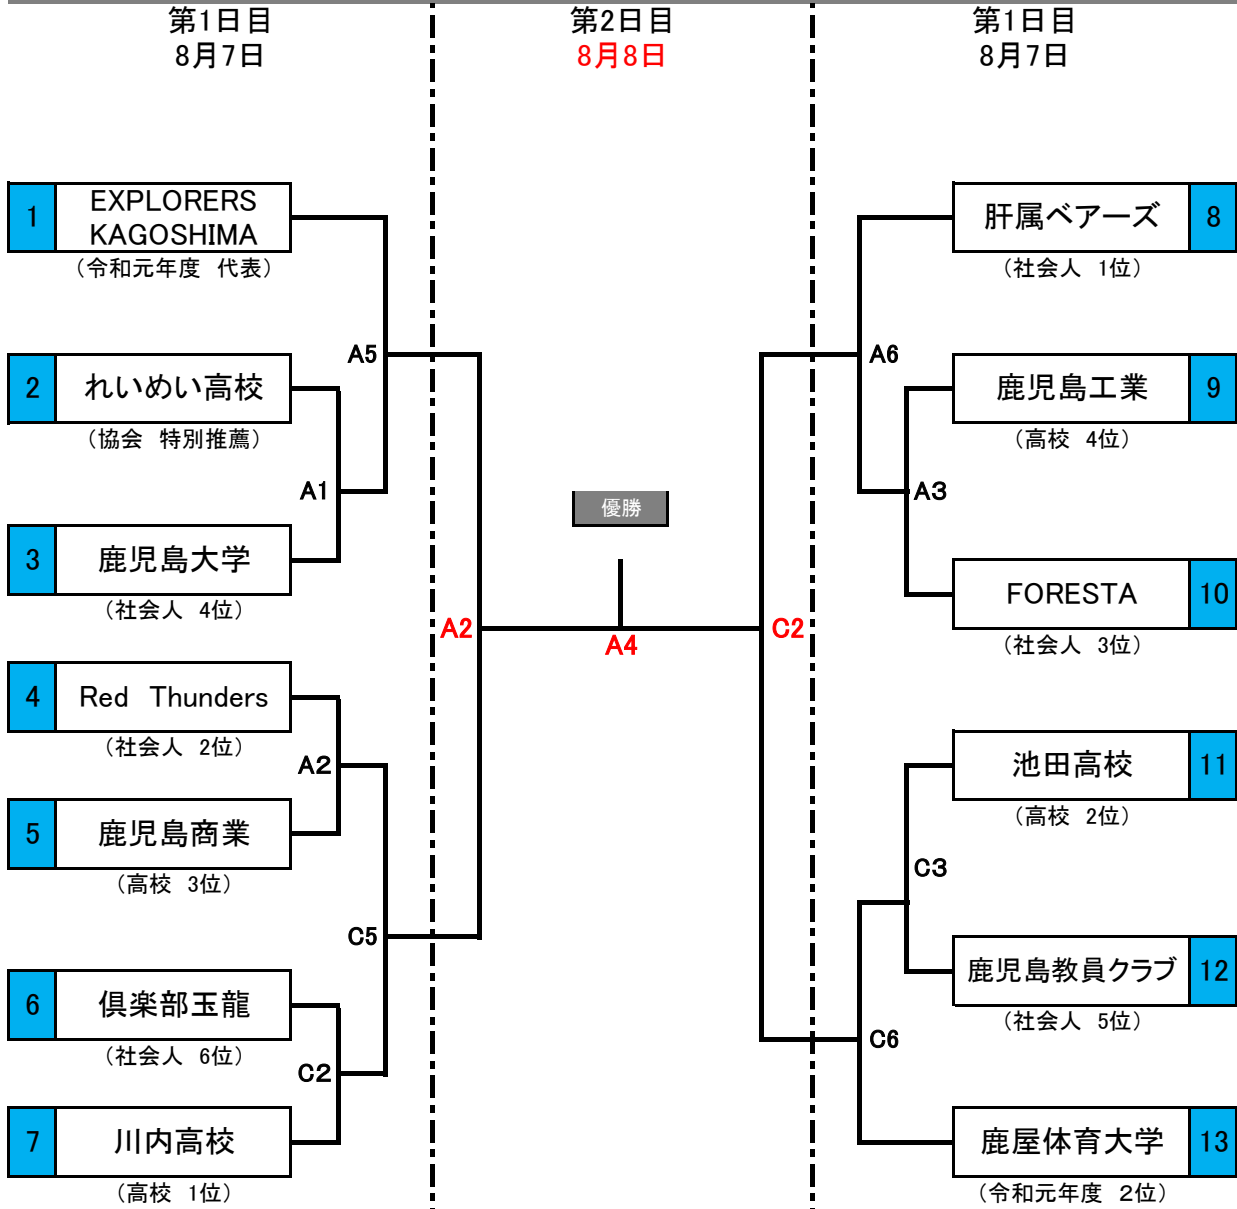 第1日目
8月7日
第2日目
8月8日
第1日目
8月7日
1
EXPLORERS
KAGOSHIMA
（令和元年度 代表）
A5
2
れいめい高校
（協会 特別推薦）
A1
3
鹿児島大学
（社会人 4位）
4
Red Thunders
（社会人 2位）
A2
5
鹿児島商業
（高校 3位）
C5
6
倶楽部玉龍
（社会人 6位）
C2
7
川内高校
（高校 1位）
A2
優勝
A4
C2
肝属ベアーズ
8
（社会人 1位）
A6
鹿児島工業
9
（高校 4位）
A3
FORESTA
10
（社会人 3位）
池田高校
11
（高校 2位）
C3
鹿児島教員クラブ
12
（社会人 5位）
C6
鹿屋体育大学
13
（令和元年度 2位）